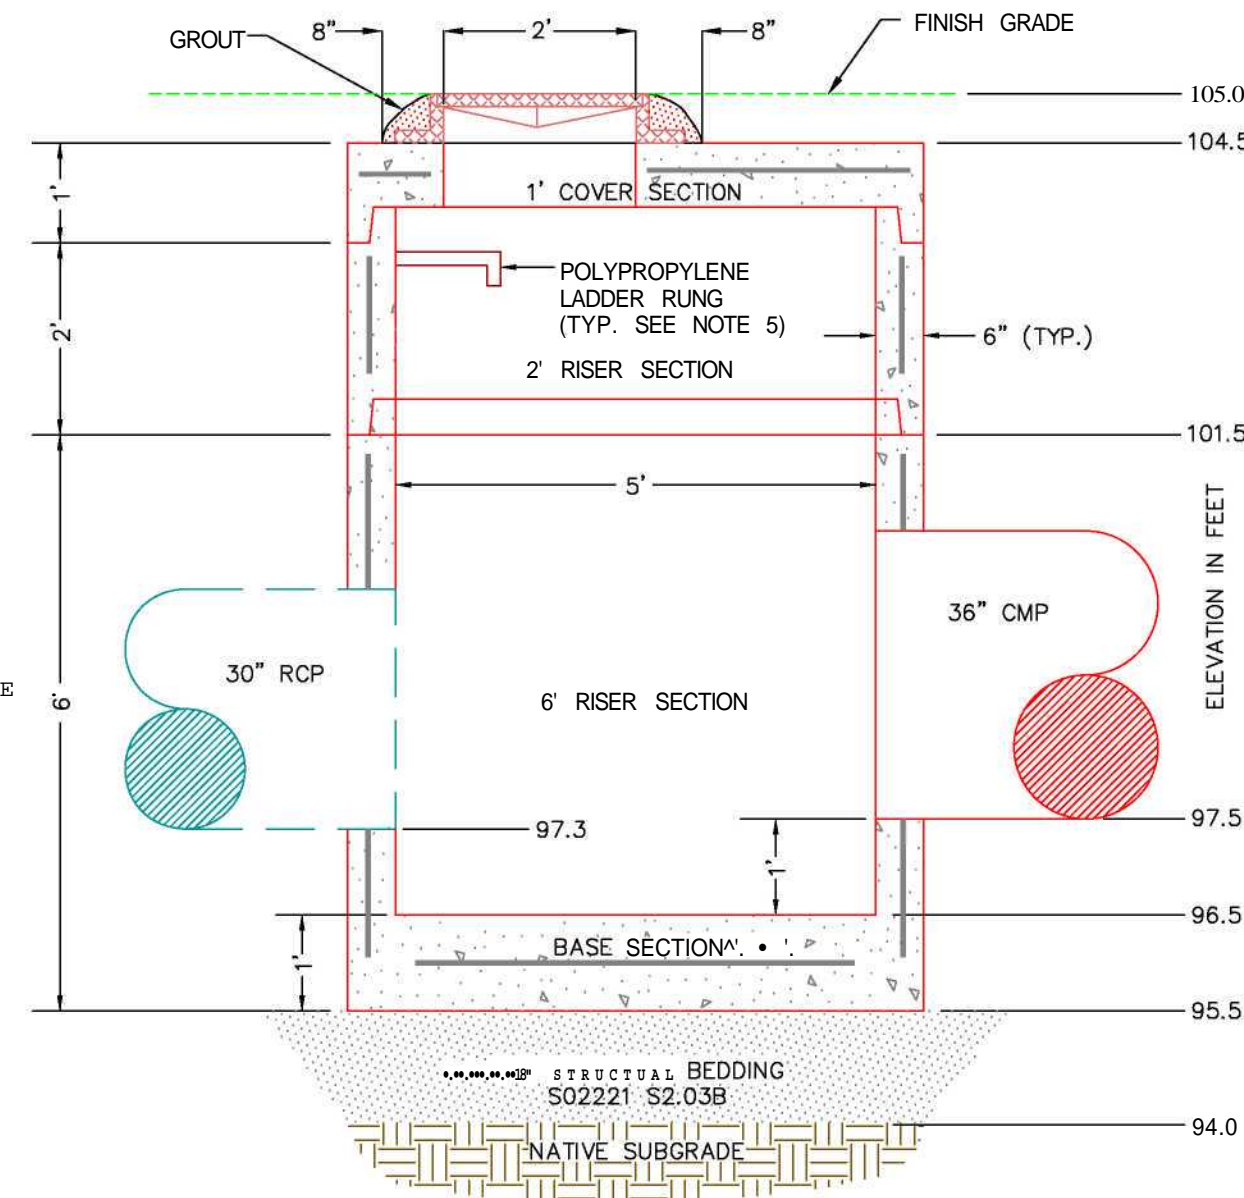 8" 2' 8" FINISH GRADE
GROUT
105.0
104.5
1'
1' COVER SECTION
POLYPROPYLENE
LADDER RUNG
(TYP. SEE NOTE 5)
2'
6" (TYP.)
2' RISER SECTION
101.5
5'
ELEVATION IN FEET
36" CMP
30" RCP
E
6'
6' RISER SECTION
97.5
97.3
1'
96.5
BASE SECTION^'. • '.
1'
95.5
18" STRUCTUAL BEDDING
S02221 S2.03B
94.0
NATIVE SUBGRADE